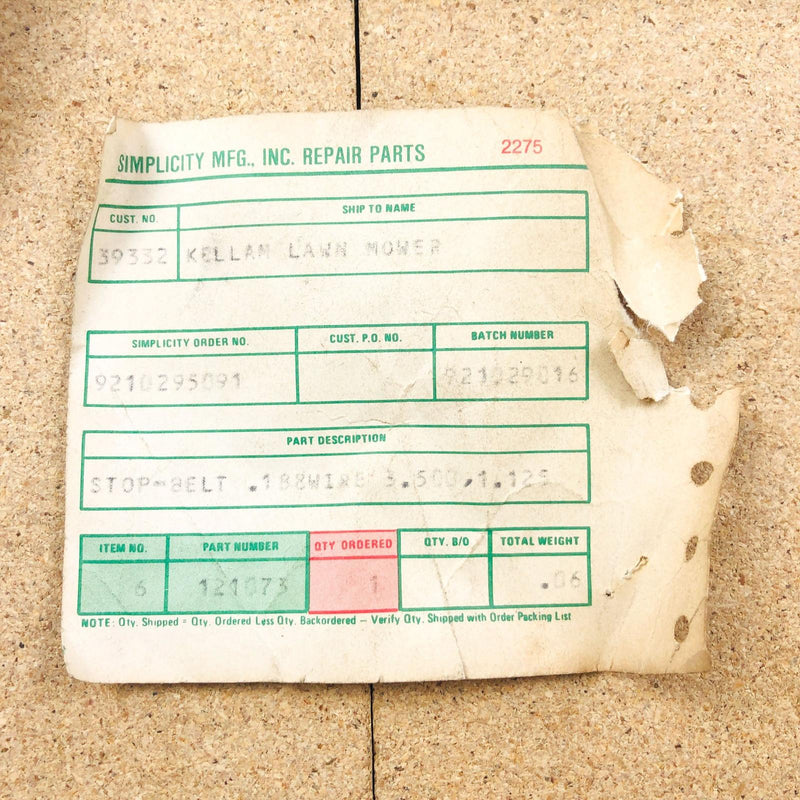 SIMPLICITY MFG., INC. REPAIR PARTS 2275
CUST. NO. SHIP TO NAME
39332 KELLAM LAWN MOWER
SIMPLICITY ORDER NO. CUST. P.O. NO. BATCH NUMBER
9210295091 921029016
PART DESCRIPTION
STOP-BELT .188WIRE 3.500,1.125
ITEM NO. PART NUMBER QTY ORDERED QTY. B/O TOTAL WEIGHT
6 121073 1 .06
NOTE: Qty. Shipped = Qty. Ordered Less Qty. Backordered — Verify Qty. Shipped with Order Packing List